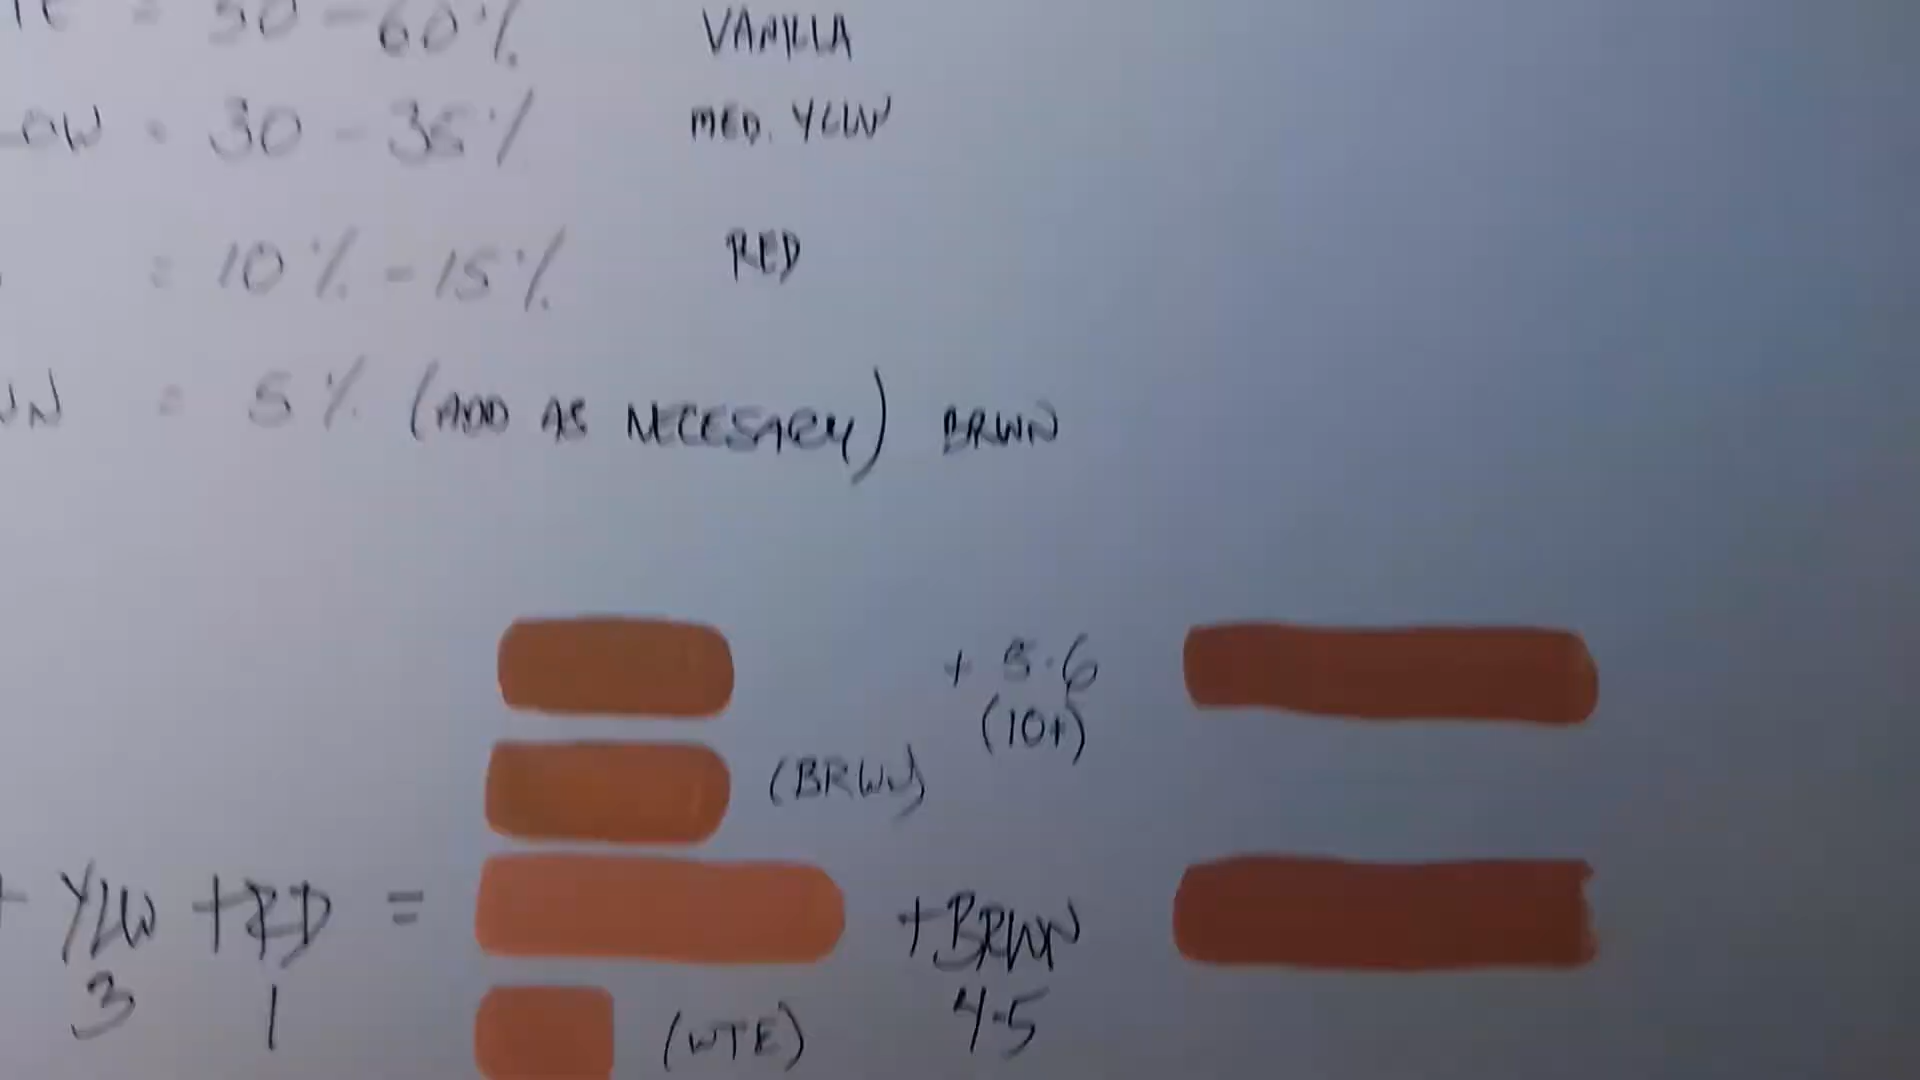 = 50-60% VANILLA
= 30-35% MED. YLLW
= 10%-15% RED
= 5% (ADD AS NECESARY) BRWN
+ 5.6
(10+)
(BRWN)
+ YLW + RD = + BRWN
3 1 4.5
(WTE)